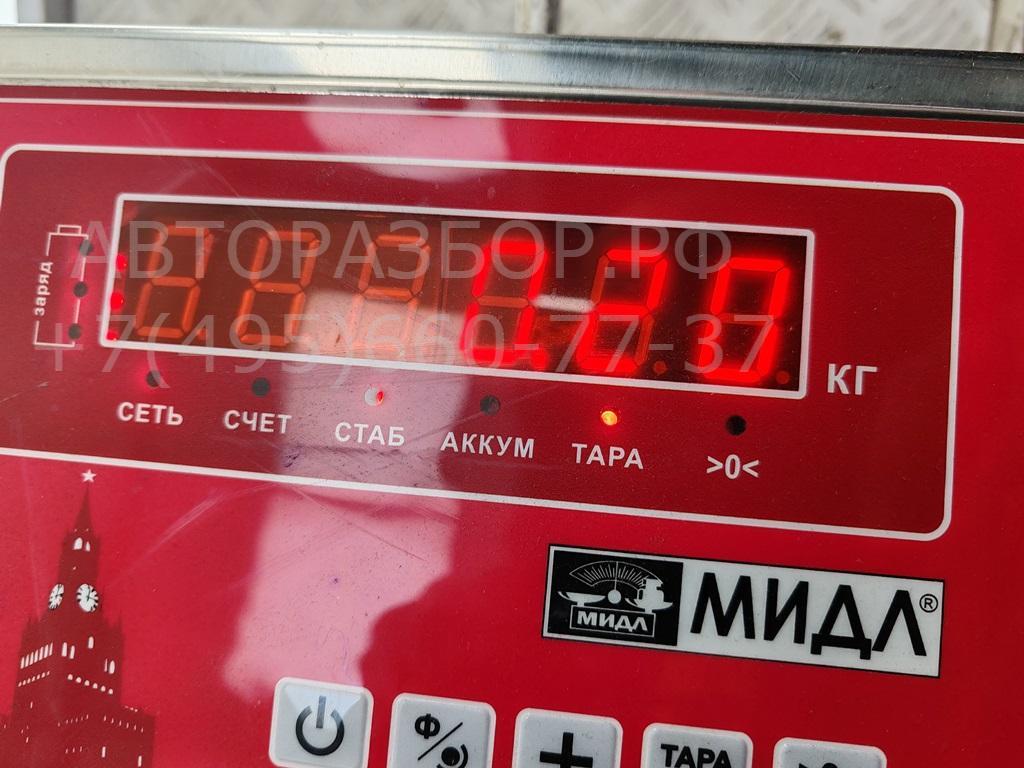 АВТОРАЗБОР.РФ
+7(495)660-77-37
заряд
0.20
КГ
СЕТЬ СЧЕТ СТАБ АККУМ ТАРА >0<
МИДЛ МИДЛ®
Ф/ + ТАРА